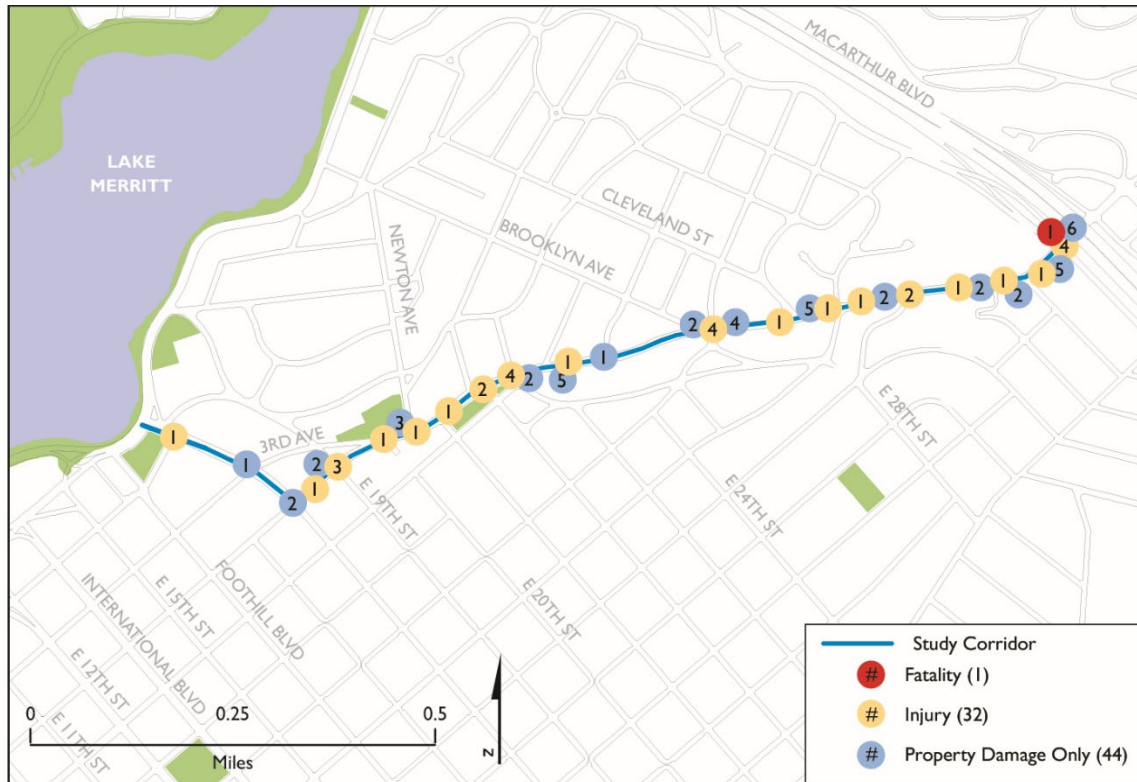 MACARTHUR BLVD
LAKE
MERRITT
CLEVELAND ST
BROOKLYN AVE
NEWTON AVE
1
6
4
1
5
1
2
2
1
2
2
1
1
5
1
4
4
2
1
1
5
2
4
2
1
1
3
1
3
2
1
2
1
1
3RD AVE
E 28TH ST
E 24TH ST
E 19TH ST
E 20TH ST
FOOTHILL BLVD
E 15TH ST
INTERNATIONAL BLVD
E 12TH ST
E 11TH ST
0 0.25 0.5
Miles
N
Study Corridor
# Fatality (1)
# Injury (32)
# Property Damage Only (44)